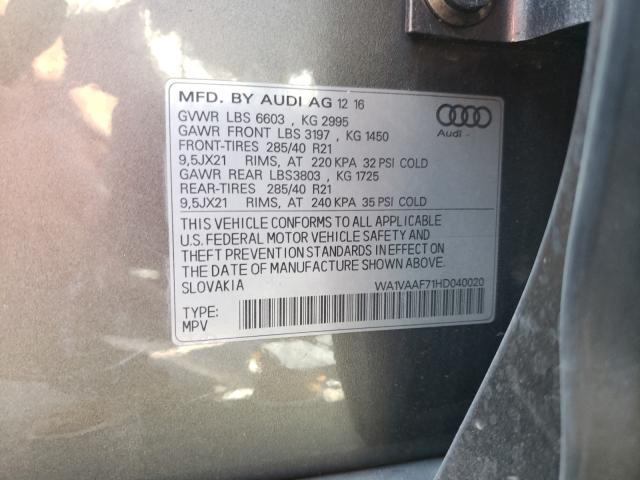 MFD. BY AUDI AG 12 16
GVWR LBS 6603 , KG 2995
GAWR FRONT LBS 3197 , KG 1450
FRONT-TIRES 285/40 R21
9,5JX21 RIMS, AT 220 KPA 32 PSI COLD
GAWR REAR LBS3803 , KG 1725
REAR-TIRES 285/40 R21
9,5JX21 RIMS, AT 240 KPA 35 PSI COLD
Audi
THIS VEHICLE CONFORMS TO ALL APPLICABLE
U.S. FEDERAL MOTOR VEHICLE SAFETY AND
THEFT PREVENTION STANDARDS IN EFFECT ON
THE DATE OF MANUFACTURE SHOWN ABOVE
SLOVAKIA WA1VAAF71HD040020
TYPE:
MPV